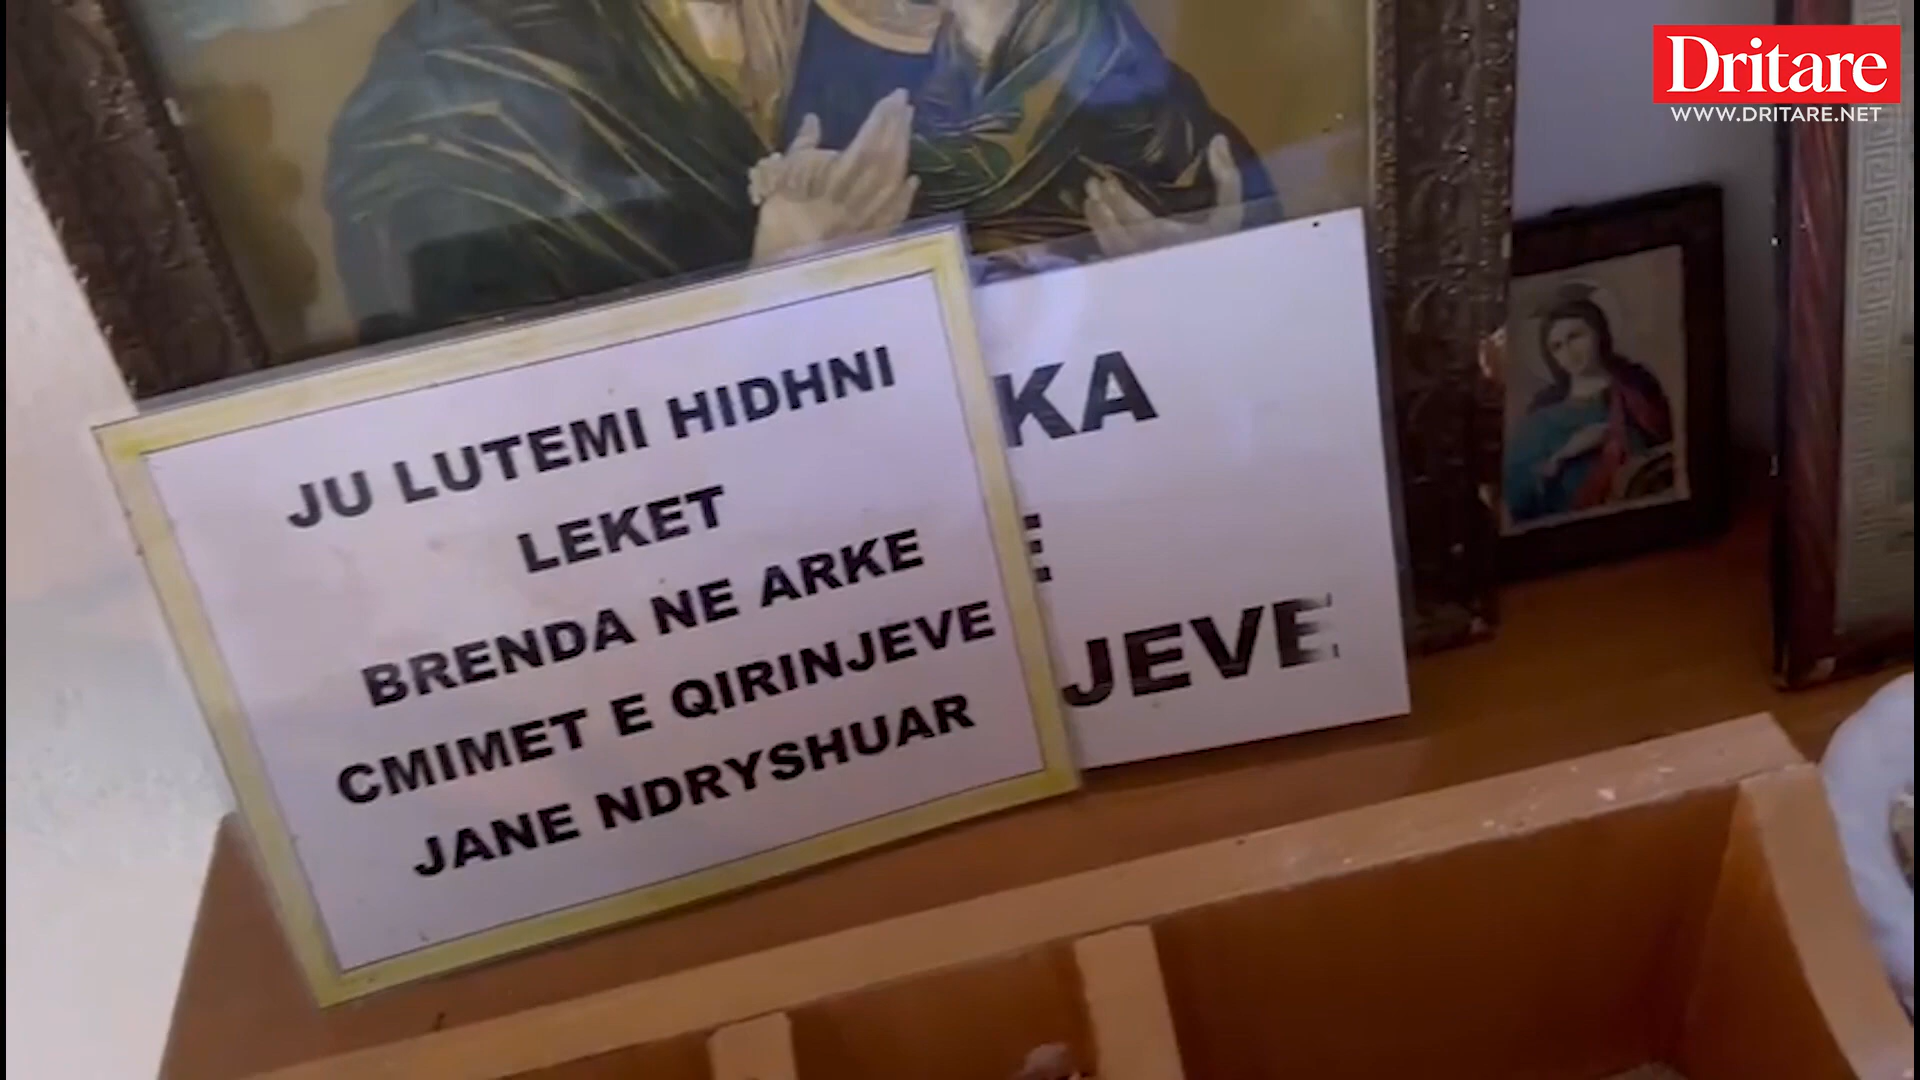 Dritare
WWW.DRITARE.NET
JU LUTEMI HIDHNI
LEKET
BRENDA NE ARKE
CMIMET E QIRINJEVE
JANE NDRYSHUAR
KA
E
JEVE